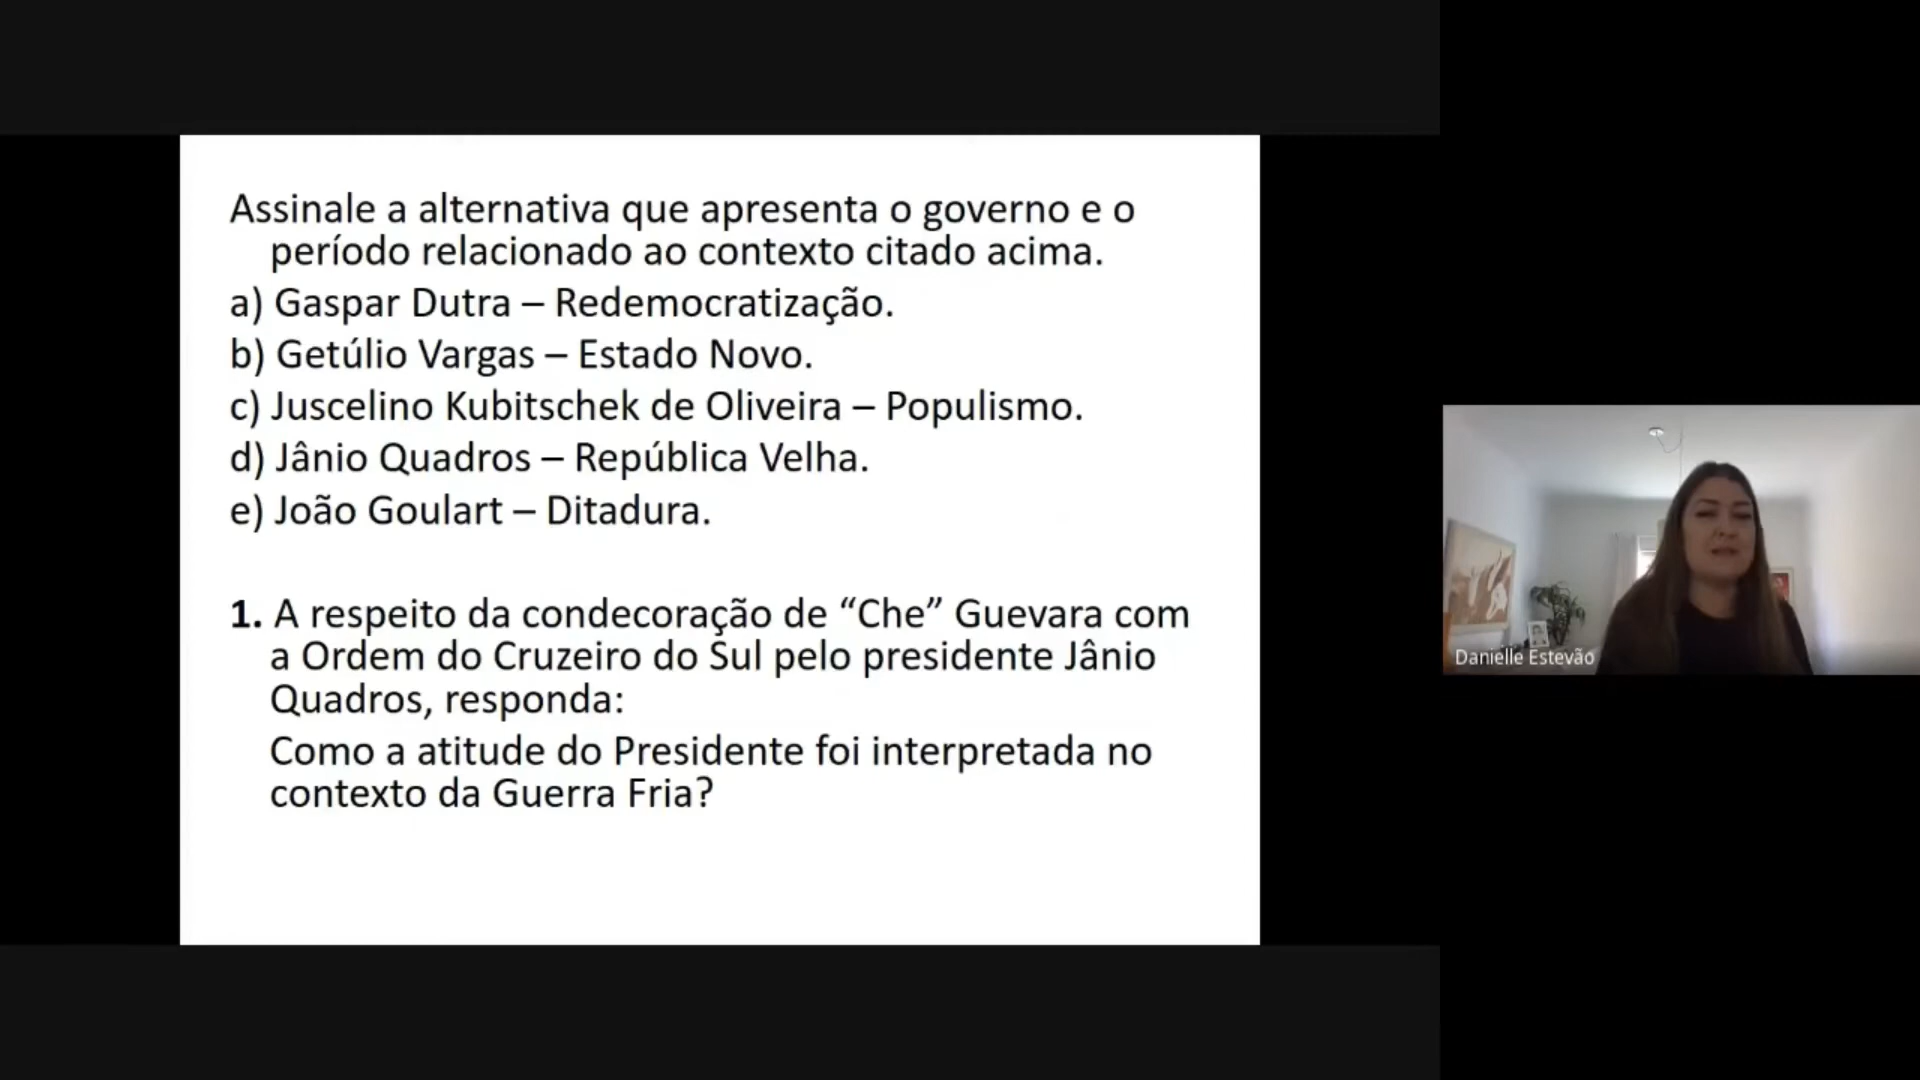 Assinale a alternativa que apresenta o governo e o
período relacionado ao contexto citado acima.
a) Gaspar Dutra – Redemocratização.
b) Getúlio Vargas – Estado Novo.
c) Juscelino Kubitschek de Oliveira – Populismo.
d) Jânio Quadros – República Velha.
e) João Goulart – Ditadura.
1. A respeito da condecoração de “Che” Guevara com
a Ordem do Cruzeiro do Sul pelo presidente Jânio
Quadros, responda:
Como a atitude do Presidente foi interpretada no
contexto da Guerra Fria?
Danielle Estevão